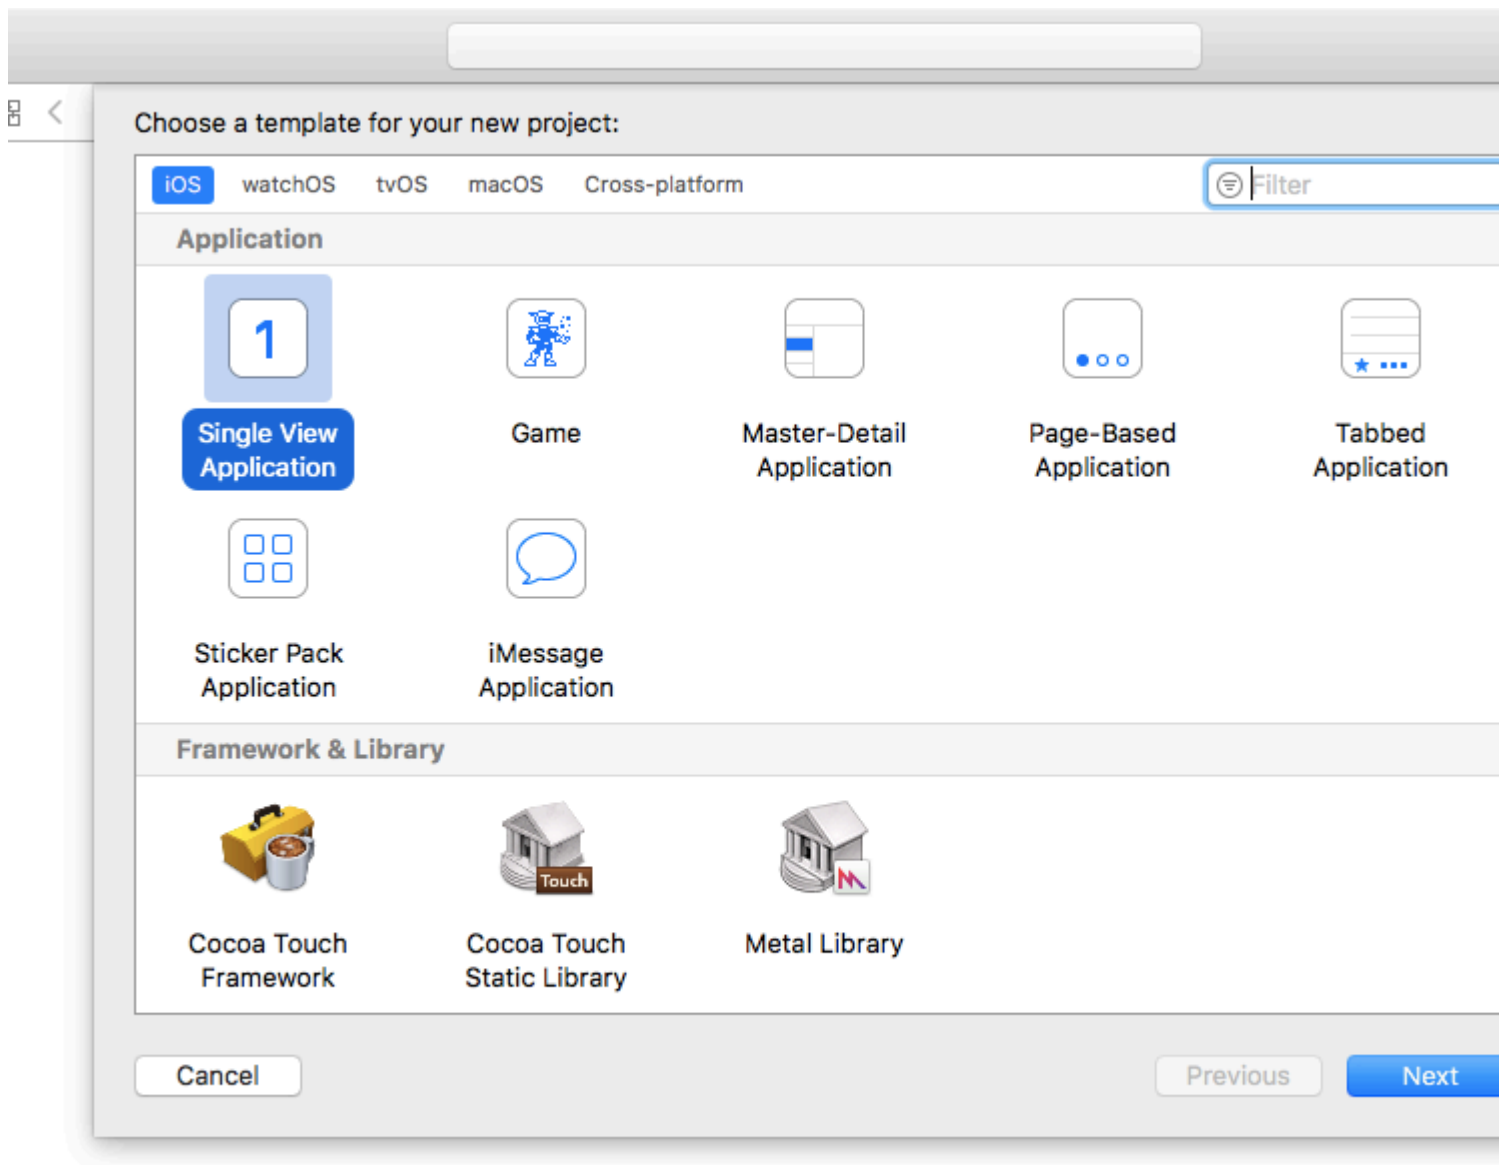 Choose a template for your new project:
iOS watchOS tvOS macOS Cross-platform Filter
Application
1
Single View Application
Game
Master-Detail Application
Page-Based Application
Tabbed Application
Sticker Pack Application
iMessage Application
Framework & Library
Touch
Cocoa Touch Framework
Cocoa Touch Static Library
Metal Library
Cancel Previous Next